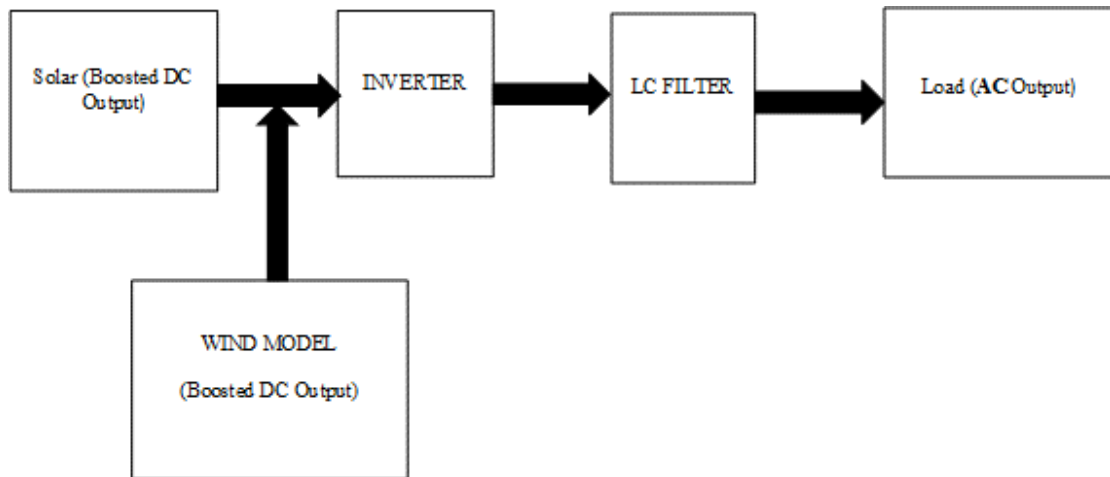 Solar (Boosted DC
Output)
INVERTER
LC FILTER
Load (AC Output)
WIND MODEL
(Boosted DC Output)